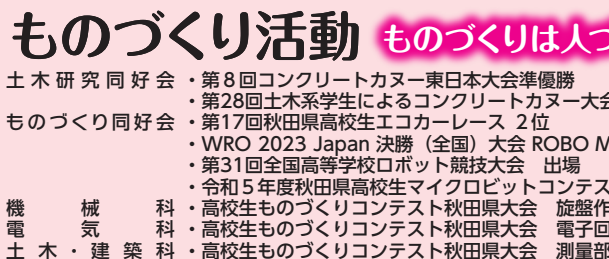 ものづくり活動 ものづくりは人つ
土木研究同好会 ・第8回コンクリートカヌー東日本大会準優勝
・第28回土木系学生によるコンクリートカヌー大会
ものづくり同好会 ・第17回秋田県高校生エコカーレース 2位
・WRO 2023 Japan 決勝（全国）大会 ROBO M
・第31回全国高等学校ロボット競技大会 出場
・令和5年度秋田県高校生マイクロビットコンテス
機械科 ・高校生ものづくりコンテスト秋田県大会 旋盤作
電気科 ・高校生ものづくりコンテスト秋田県大会 電子回
土木・建築科 ・高校生ものづくりコンテスト秋田県大会 測量部